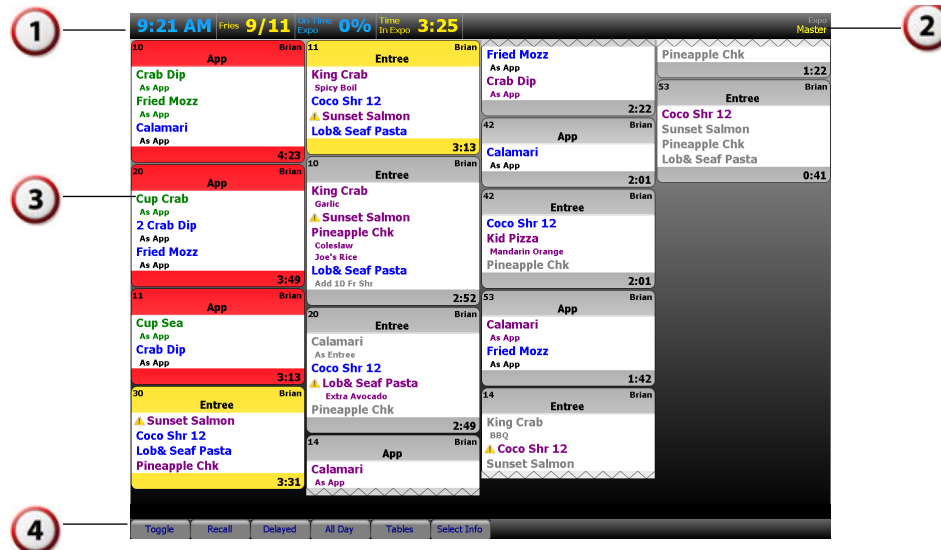 1
9:21 AM Fries 9/11 On Time Expo 0% Time In Expo 3:25
Expo
Master
2
10 Brian
App
Crab Dip
As App
Fried Mozz
As App
Calamari
As App
4:23
3
20 Brian
App
Cup Crab
As App
2 Crab Dip
As App
Fried Mozz
As App
3:49
11 Brian
App
Cup Sea
As App
Crab Dip
As App
3:13
30 Brian
Entree
Sunset Salmon
Coco Shr 12
Lob& Seaf Pasta
Pineapple Chk
3:31
11 Brian
Entree
King Crab
Spicy Boil
Coco Shr 12
Sunset Salmon
Lob& Seaf Pasta
3:13
10 Brian
Entree
King Crab
Garlic
Sunset Salmon
Pineapple Chk
Coleslaw
Joe's Rice
Lob& Seaf Pasta
Add 10 Fr Shr
2:52
20 Brian
Entree
Calamari
As Entree
Coco Shr 12
Lob& Seaf Pasta
Extra Avocado
Pineapple Chk
2:49
14 Brian
App
Calamari
As App
Fried Mozz
As App
Crab Dip
As App
2:22
42 Brian
App
Calamari
As App
2:01
42 Brian
Entree
Coco Shr 12
Kid Pizza
Mandarin Orange
Pineapple Chk
2:01
53 Brian
App
Calamari
As App
Fried Mozz
As App
1:42
14 Brian
Entree
King Crab
BBQ
Coco Shr 12
Sunset Salmon
Pineapple Chk
1:22
53 Brian
Entree
Coco Shr 12
Sunset Salmon
Pineapple Chk
Lob& Seaf Pasta
0:41
4
Toggle Recall Delayed All Day Tables Select Info